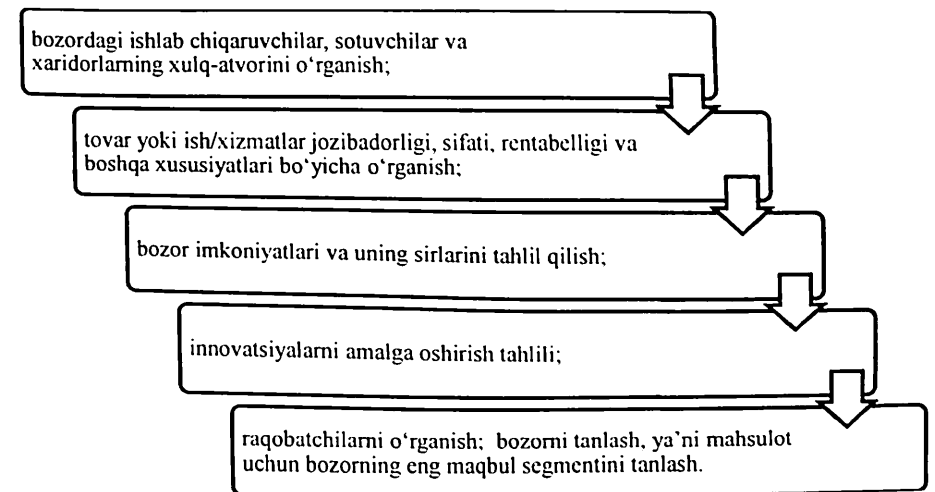 bozordagi ishlab chiqaruvchilar, sotuvchilar va
xaridorlarning xulq-atvorini o‘rganish;
tovar yoki ish/xizmatlar jozibadorligi, sifati, rentabelligi va
boshqa xususiyatlari bo‘yicha o‘rganish;
bozor imkoniyatlari va uning sirlarini tahlil qilish;
innovatsiyalarni amalga oshirish tahlili;
raqobatchilarni o‘rganish; bozorni tanlash, ya’ni mahsulot
uchun bozorning eng maqbul segmentini tanlash.